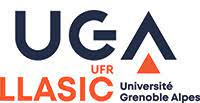 UGA
UFR
LLASIC
Université
Grenoble Alpes